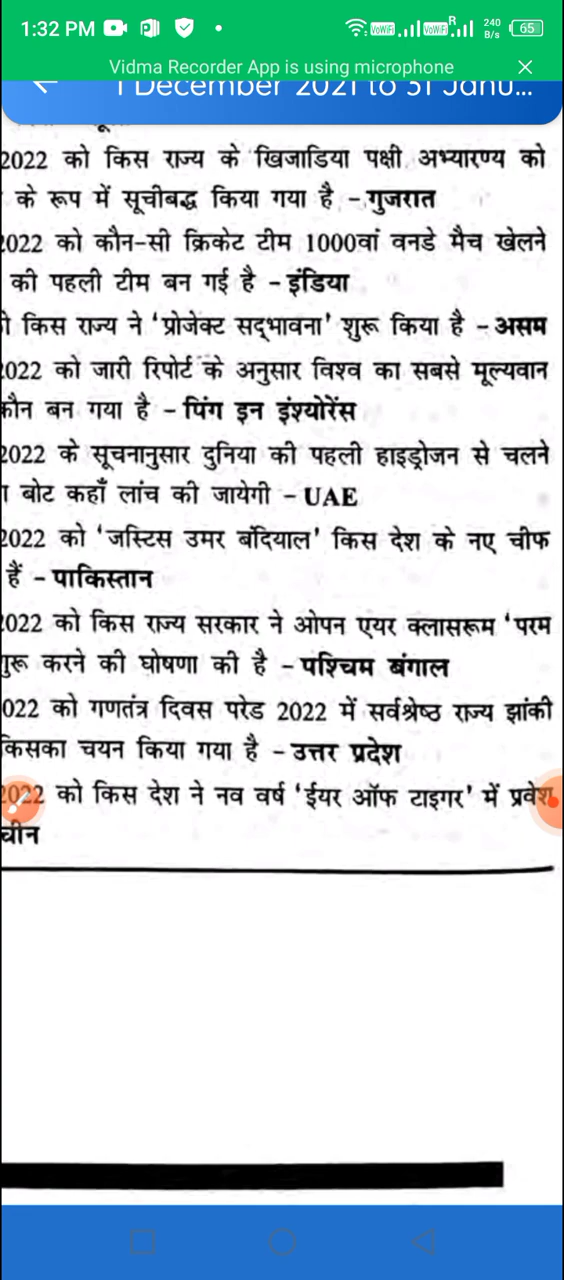 1:32 PM
VoWiFi VoWiFi R 240 B/s 65
Vidma Recorder App is using microphone
1 December 2021 to 31 Janu...
2022 को किस राज्य के खिजाडिया पक्षी अभ्यारण्य को
के रूप में सूचीबद्ध किया गया है – गुजरात
2022 को कौन-सी क्रिकेट टीम 1000वां वनडे मैच खेलने
की पहली टीम बन गई है – इंडिया
किस राज्य ने ‘प्रोजेक्ट सद्भावना’ शुरू किया है – असम
2022 को जारी रिपोर्ट के अनुसार विश्व का सबसे मूल्यवान
कौन बन गया है – पिंग इन इंश्योरेंस
2022 के सूचनानुसार दुनिया की पहली हाइड्रोजन से चलने
बोट कहाँ लांच की जायेगी – UAE
2022 को ‘जस्टिस उमर बंदियाल’ किस देश के नए चीफ
हैं – पाकिस्तान
2022 को किस राज्य सरकार ने ओपन एयर क्लासरूम ‘परम
करने की घोषणा की है – पश्चिम बंगाल
022 को गणतंत्र दिवस परेड 2022 में सर्वश्रेष्ठ राज्य झांकी
किसका चयन किया गया है – उत्तर प्रदेश
2022 को किस देश ने नव वर्ष ‘ईयर ऑफ टाइगर’ में प्रवेश
चीन